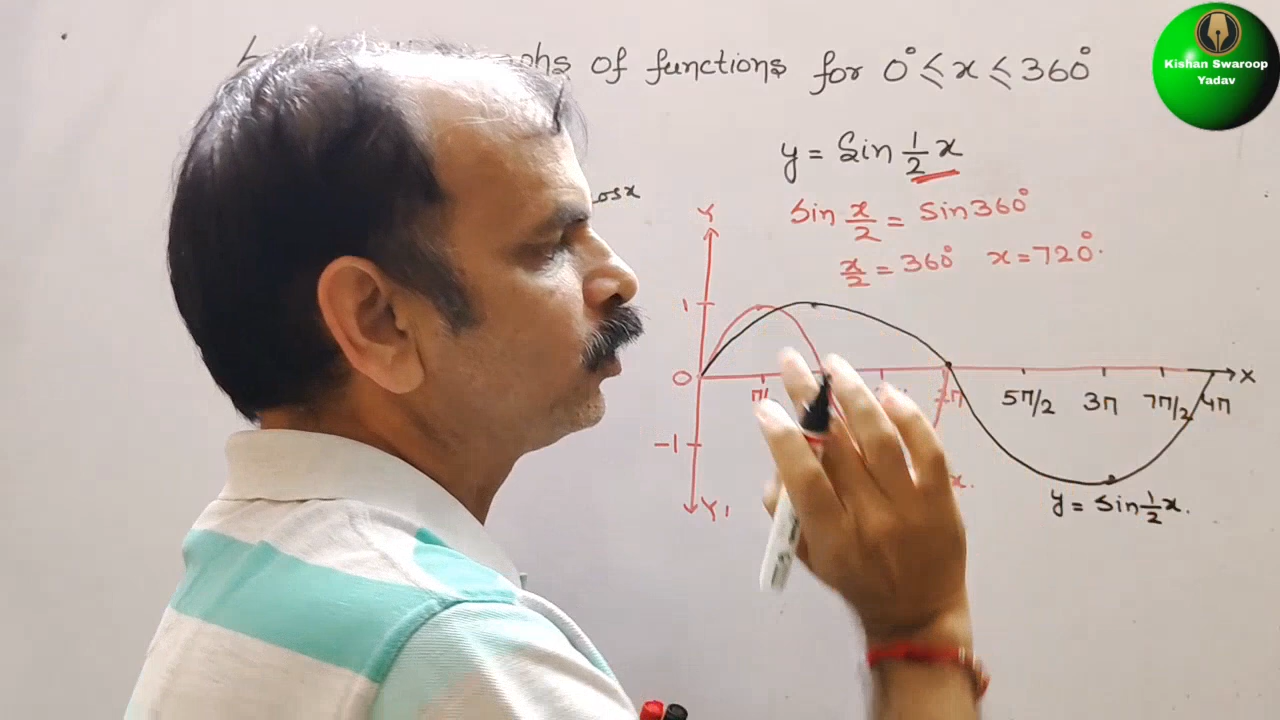 of functions for 0° ≤ x ≤ 360°
Kishan Swaroop
Yadav
y = Sin 1/2 x
Sin x/2 = Sin 360°
x/2 = 360° x = 720°.
Y
1
0
-1
Y1
X
2π 5π/2 3π 7π/2 4π
y = Sin 1/2 x.